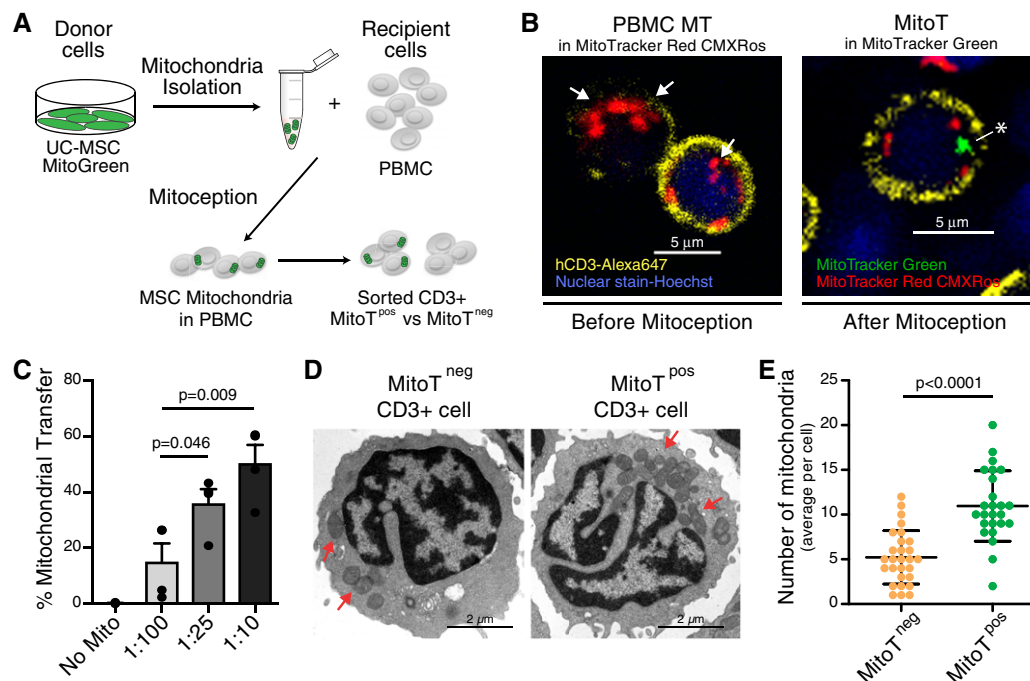 A
Donor
cells
Mitochondria
Isolation
Recipient
cells
+
UC-MSC
MitoGreen
PBMC
Mitoception
MSC Mitochondria
in PBMC
Sorted CD3+
MitoT^pos vs MitoT^neg
B
PBMC MT
in MitoTracker Red CMXRos
5 µm
hCD3-Alexa647
Nuclear stain-Hoechst
Before Mitoception
MitoT
in MitoTracker Green
*
5 µm
MitoTracker Green
MitoTracker Red CMXRos
After Mitoception
C
% Mitochondrial Transfer
80
60
40
20
0
p=0.009
p=0.046
No Mito
1:100
1:25
1:10
D
MitoT^neg
CD3+ cell
2 µm
MitoT^pos
CD3+ cell
2 µm
E
Number of mitochondria
(average per cell)
25
20
15
10
5
0
p<0.0001
MitoT^neg
MitoT^pos